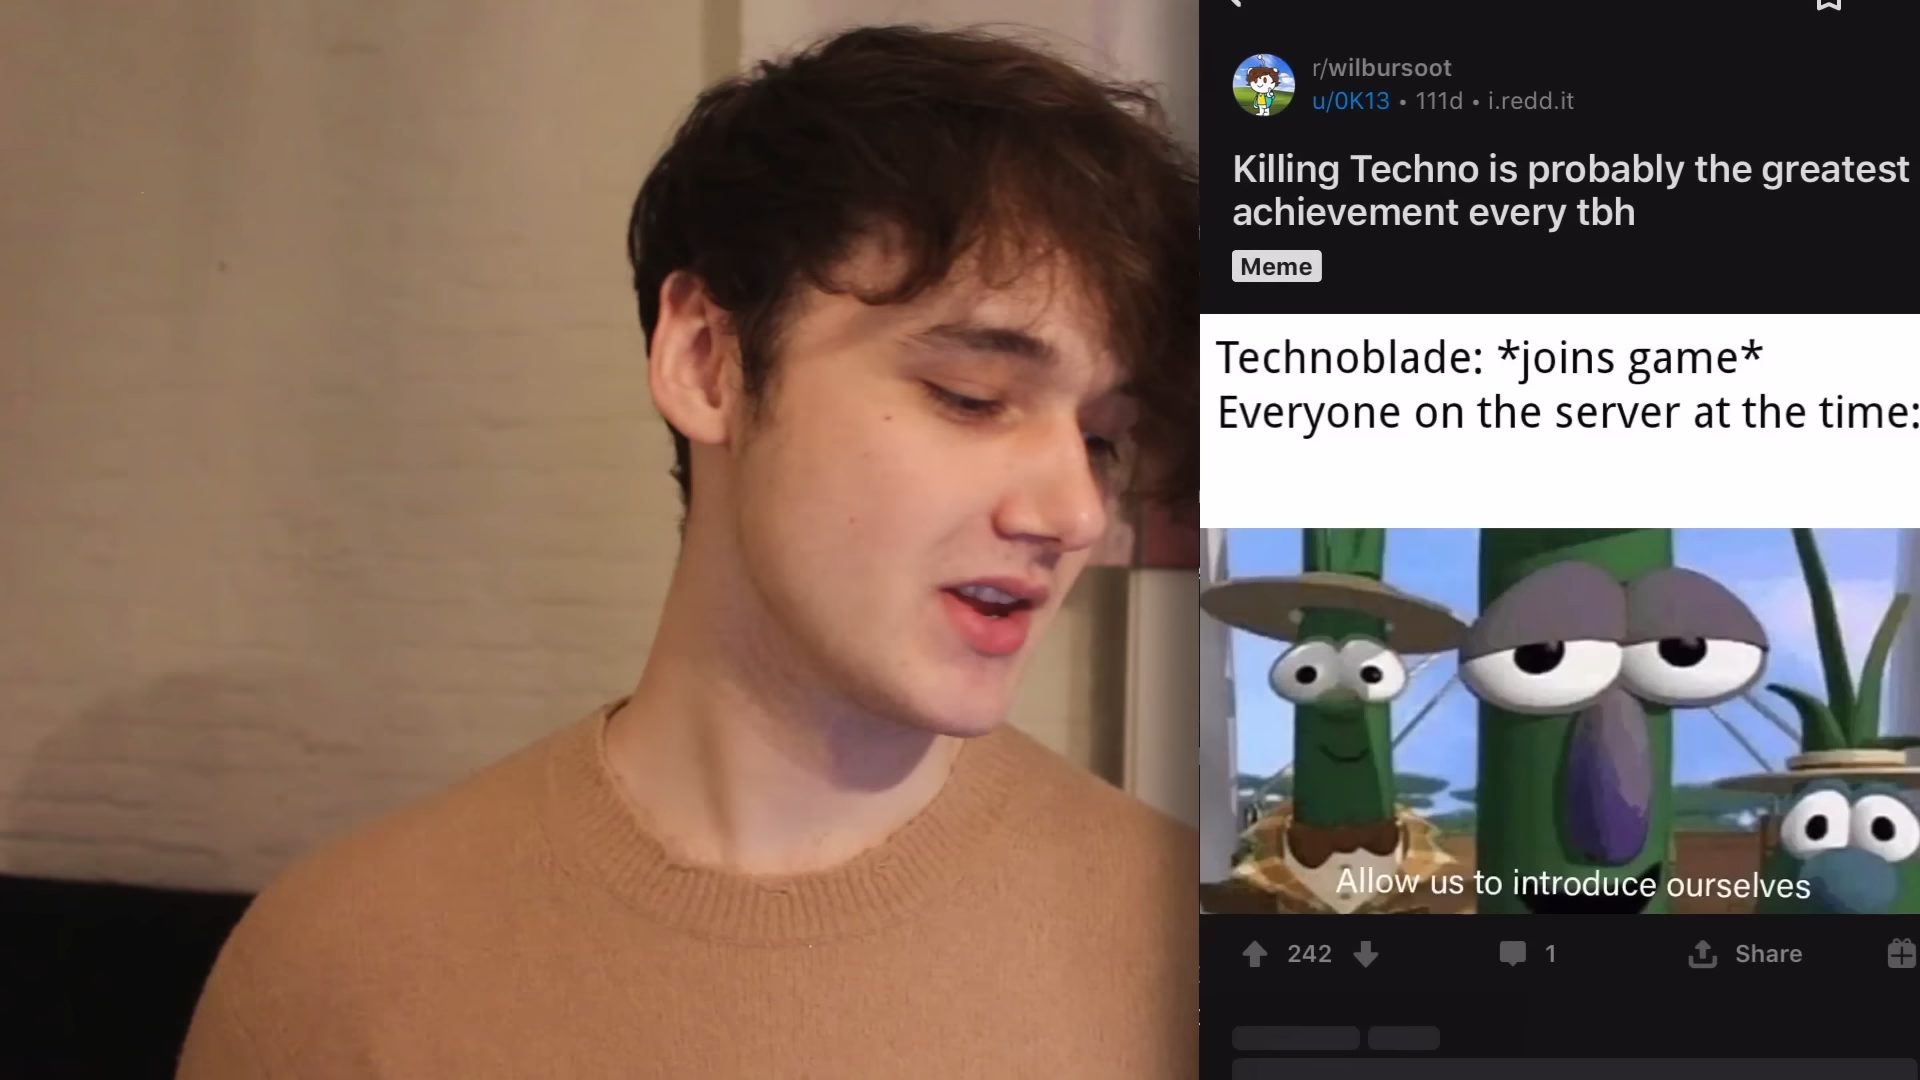 r/wilbursoot
u/0K13 • 111d • i.redd.it
Killing Techno is probably the greatest
achievement every tbh
Meme
Technoblade: *joins game*
Everyone on the server at the time:
Allow us to introduce ourselves
242
1
Share